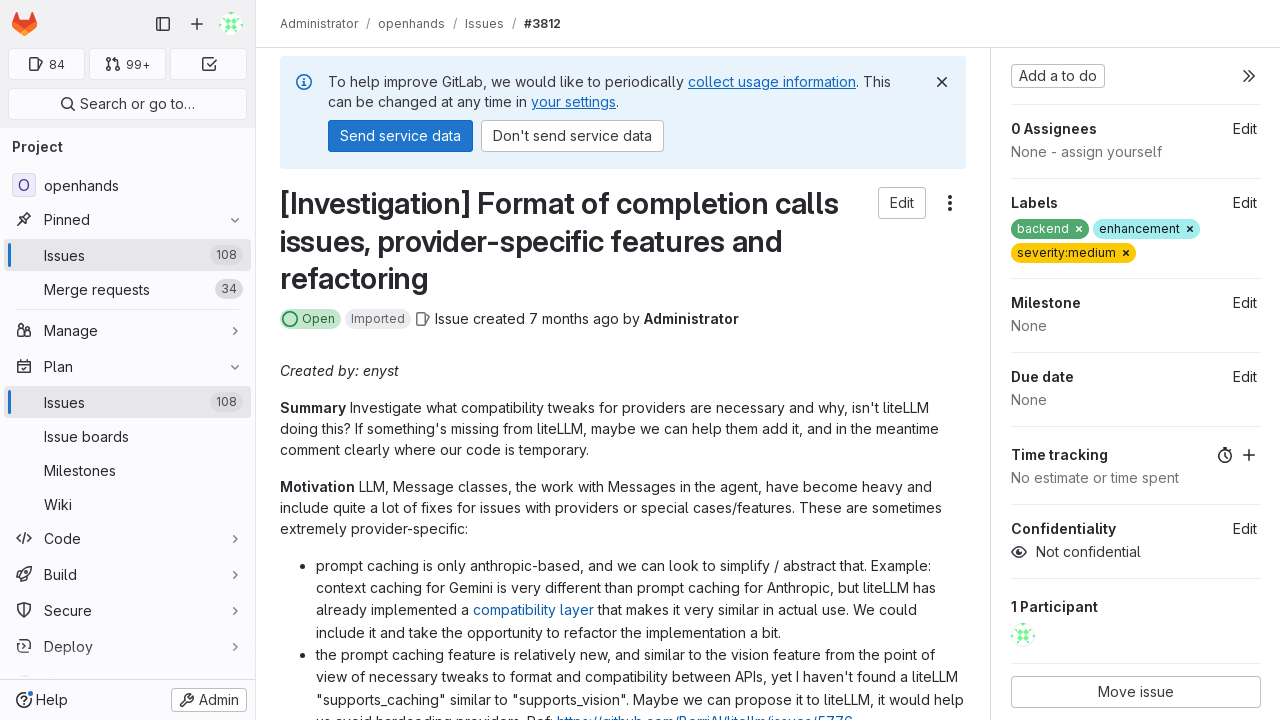 Administrator / openhands / Issues / #3812
84
99+
Search or go to…
Project
O openhands
Pinned
Issues 108
Merge requests 34
Manage
Plan
Issues 108
Issue boards
Milestones
Wiki
Code
Build
Secure
Deploy
Help
Admin
To help improve GitLab, we would like to periodically collect usage information. This
can be changed at any time in your settings.
Send service data
Don't send service data
[Investigation] Format of completion calls
issues, provider-specific features and
refactoring
Edit
Open Imported Issue created 7 months ago by Administrator
Created by: enyst
Summary Investigate what compatibility tweaks for providers are necessary and why, isn't liteLLM
doing this? If something's missing from liteLLM, maybe we can help them add it, and in the meantime
comment clearly where our code is temporary.
Motivation LLM, Message classes, the work with Messages in the agent, have become heavy and
include quite a lot of fixes for issues with providers or special cases/features. These are sometimes
extremely provider-specific:
• prompt caching is only anthropic-based, and we can look to simplify / abstract that. Example:
context caching for Gemini is very different than prompt caching for Anthropic, but liteLLM has
already implemented a compatibility layer that makes it very similar in actual use. We could
include it and take the opportunity to refactor the implementation a bit.
• the prompt caching feature is relatively new, and similar to the vision feature from the point of
view of necessary tweaks to format and compatibility between APIs, yet I haven't found a liteLLM
"supports_caching" similar to "supports_vision". Maybe we can propose it to liteLLM, it would help
us avoid hardcoding providers. Ref: https://github.com/BerriAI/litellm/issues/5776
Add a to do
0 Assignees
Edit
None - assign yourself
Labels
Edit
backend × enhancement ×
severity:medium ×
Milestone
Edit
None
Due date
Edit
None
Time tracking
No estimate or time spent
Confidentiality
Edit
Not confidential
1 Participant
Move issue